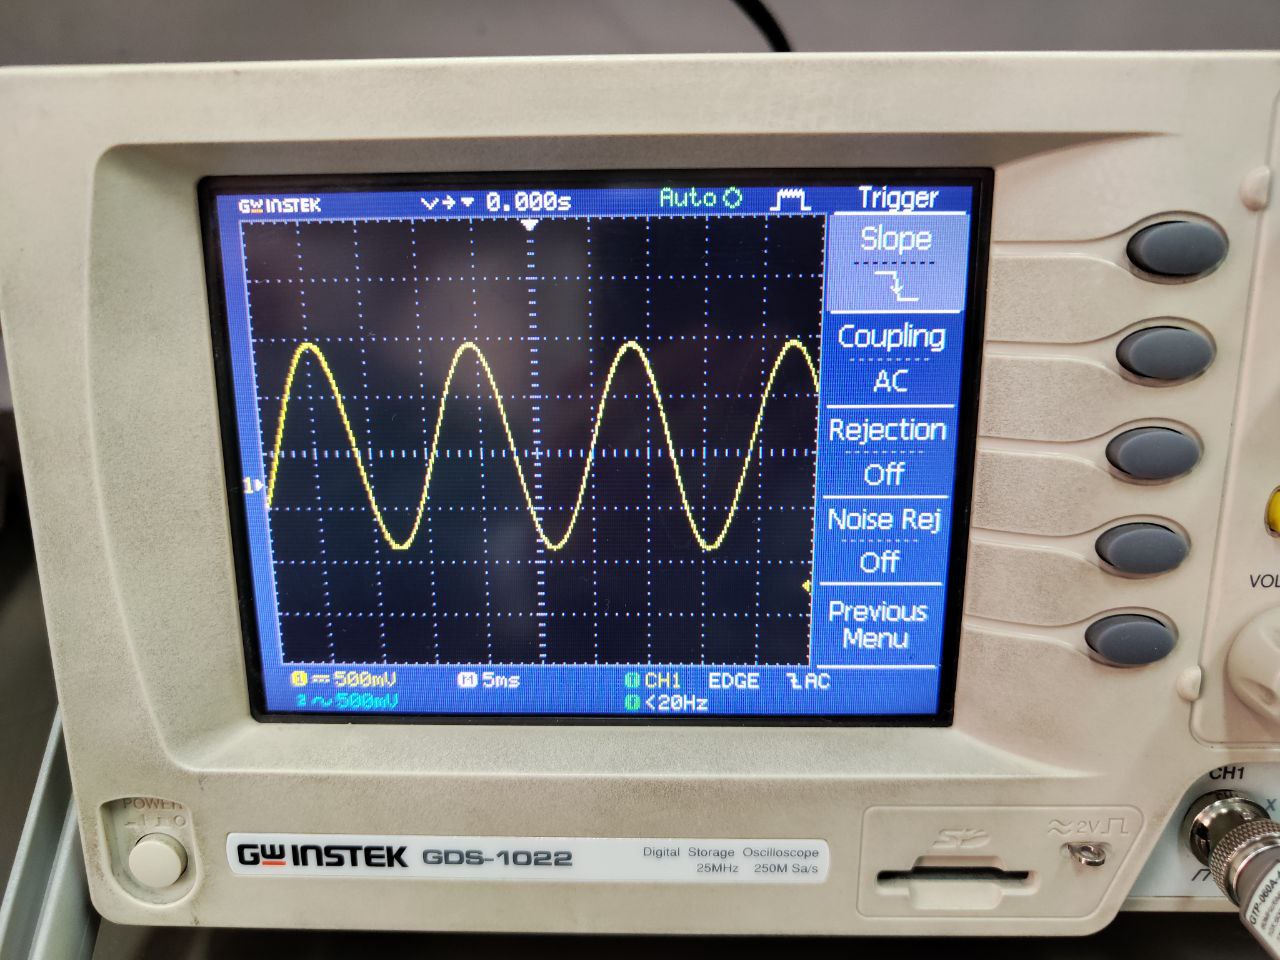 GW INSTEK 0.000s Auto Trigger
Slope
Coupling
AC
Rejection
Off
Noise Rej
Off
Previous
Menu
1
1 500mV M 5ms CH1 EDGE AC
2 500mV <20Hz
VOL
CH1
X
POWER
GW INSTEK GDS-1022
Digital Storage Oscilloscope
25MHz 250M Sa/s
SD
≈2V